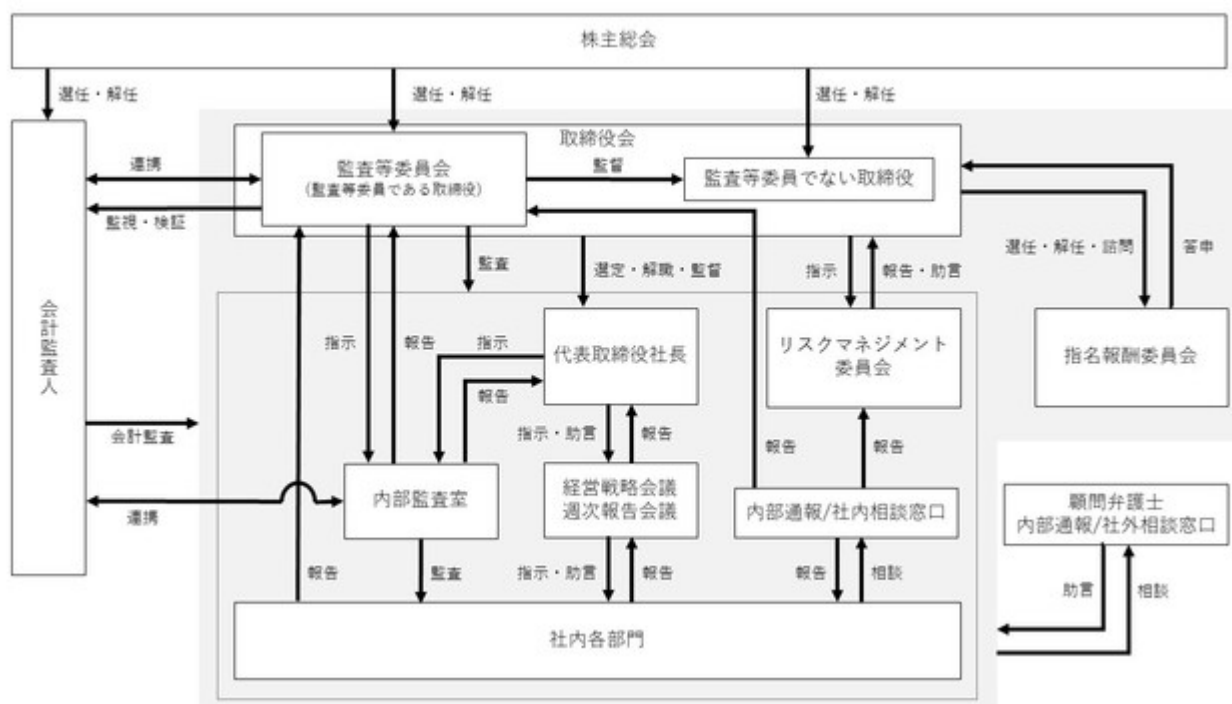 株主総会
選任・解任
選任・解任
選任・解任
取締役会
監査等委員会
(監査等委員である取締役)
監督
監査等委員でない取締役
連携
監視・検証
会計監査人
監査
選定・解職・監督
指示
報告・助言
選任・解任・諮問
答申
指示
報告
指示
報告
代表取締役社長
リスクマネジメント
委員会
指名報酬委員会
会計監査
指示・助言
報告
報告
報告
連携
内部監査室
経営戦略会議
週次報告会議
内部通報/社内相談窓口
顧問弁護士
内部通報/社外相談窓口
報告
監査
指示・助言
報告
報告
相談
助言
相談
社内各部門